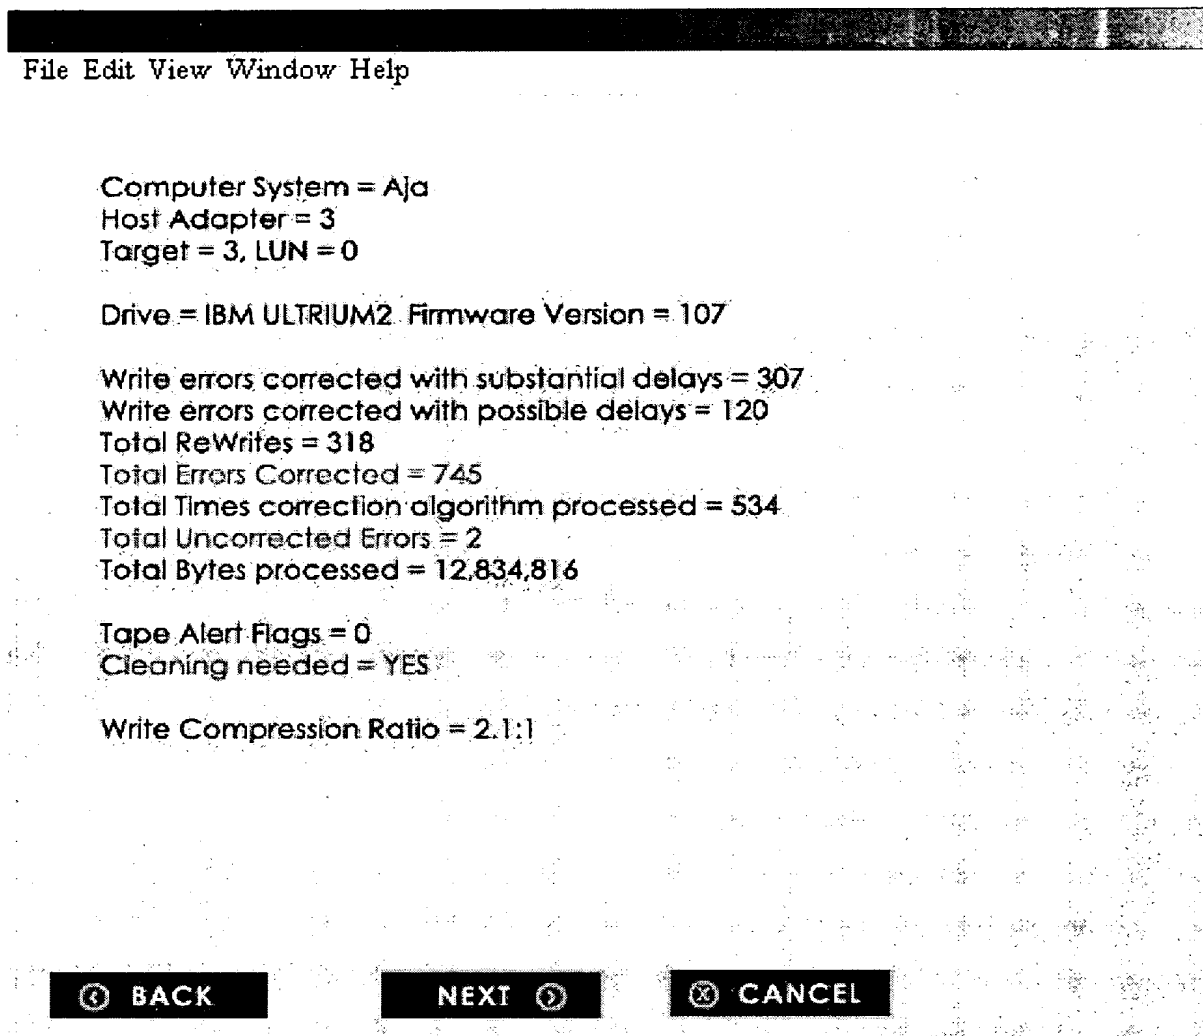 File Edit View Window Help
Computer System = Aja
Host Adapter = 3
Target = 3, LUN = 0
Drive = IBM ULTRIUM2 Firmware Version = 107
Write errors corrected with substantial delays = 307
Write errors corrected with possible delays = 120
Total ReWrites = 318
Total Errors Corrected = 745
Total Times correction algorithm processed = 534
Total Uncorrected Errors = 2
Total Bytes processed = 12,834,816
Tape Alert Flags = 0
Cleaning needed = YES
Write Compression Ratio = 2.1:1
BACK NEXT CANCEL